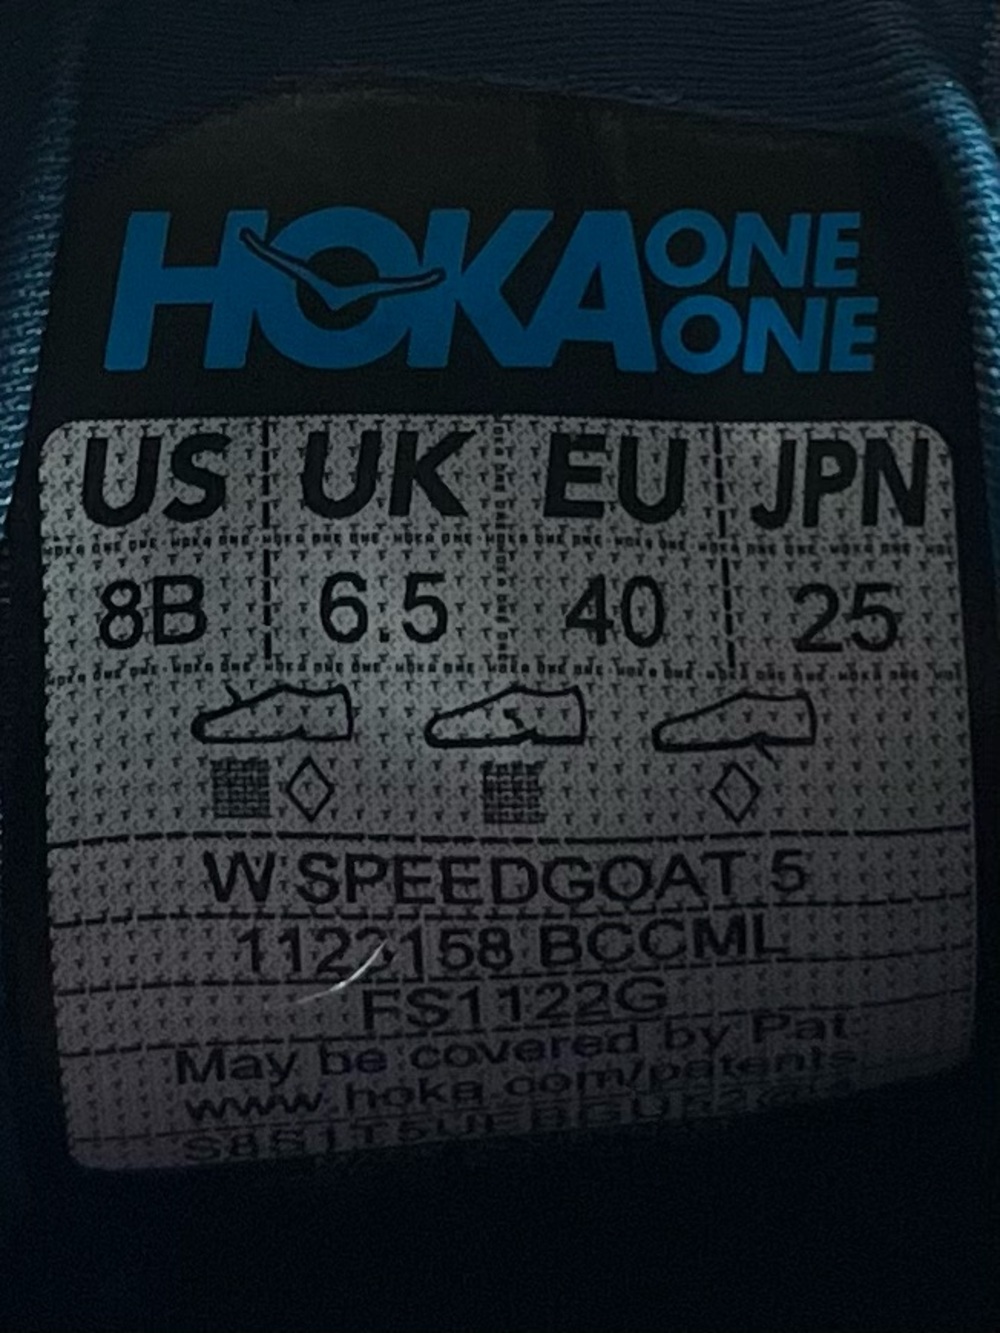 HOKA ONE ONE
US UK EU JPN
8B 6.5 40 25
W SPEEDGOAT 5
1123158 BCCML
FS1122G
May be covered by Pat
www.hoka.com/patents